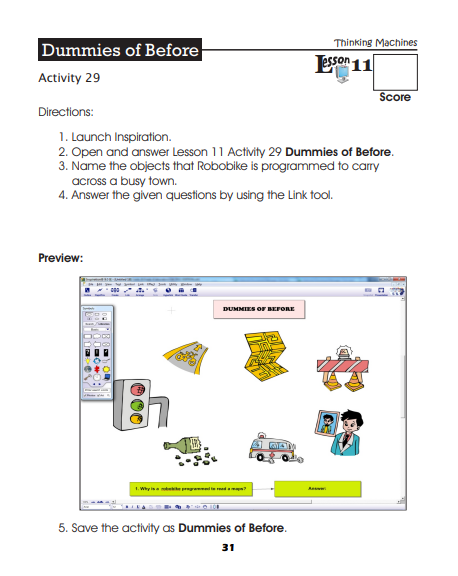 Thinking Machines
Dummies of Before
Lesson 11
Activity 29
Score
Directions:
1. Launch Inspiration.
2. Open and answer Lesson 11 Activity 29 Dummies of Before.
3. Name the objects that Robobike is programmed to carry
across a busy town.
4. Answer the given questions by using the Link tool.
Preview:
DUMMIES OF BEFORE
1. Why is a robobike programmed to read a maps?
Answer:
5. Save the activity as Dummies of Before.
31